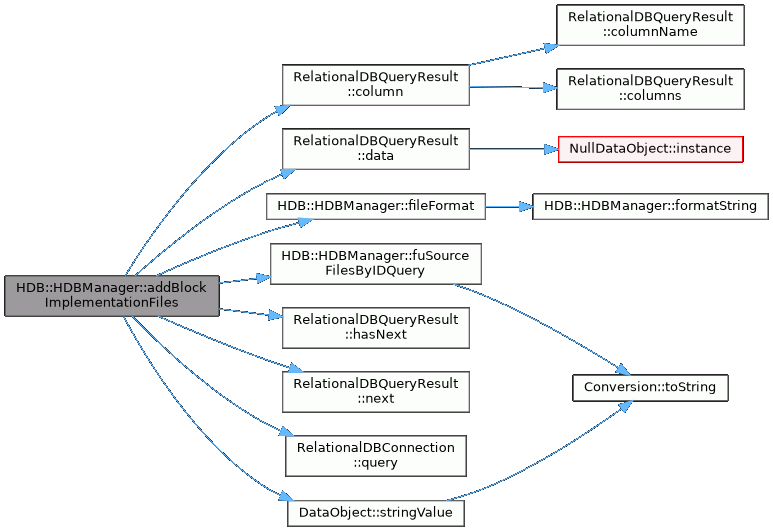 RelationalDBQueryResult
::columnName
RelationalDBQueryResult
::column
RelationalDBQueryResult
::columns
RelationalDBQueryResult
::data
NullDataObject::instance
HDB::HDBManager::fileFormat
HDB::HDBManager::formatString
HDB::HDBManager::fuSource
FilesByIDQuery
HDB::HDBManager::addBlock
ImplementationFiles
RelationalDBQueryResult
::hasNext
RelationalDBQueryResult
::next
Conversion::toString
RelationalDBConnection
::query
DataObject::stringValue